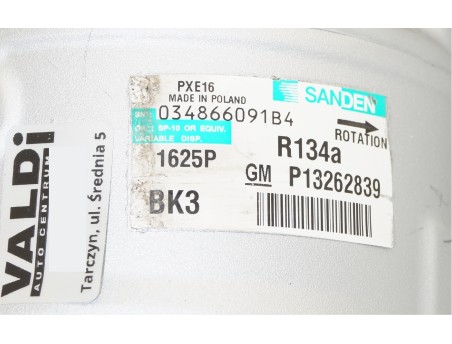 VALDI
AUTO CENTRUM
Tarczyn, ul. Średnia 5
PXE16
MADE IN POLAND
SANDEN
034866091B4
SP-10 OR EQUIV.
VARIABLE DISP.
ROTATION
1625P
R134a
GM P13262839
BK3